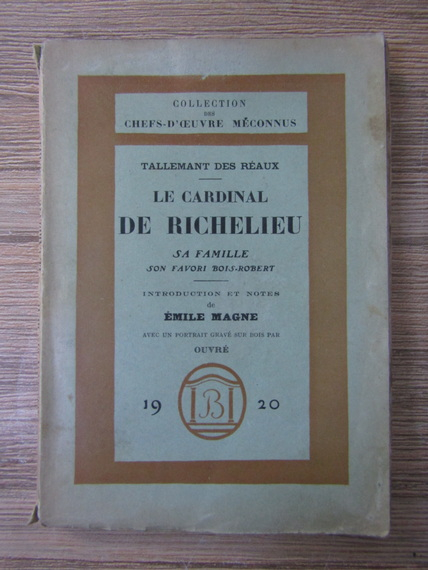 COLLECTION
DES
CHEFS-D'ŒUVRE MÉCONNUS
TALLEMANT DES RÉAUX
LE CARDINAL
DE RICHELIEU
SA FAMILLE
SON FAVORI BOIS-ROBERT
INTRODUCTION ET NOTES
de
ÉMILE MAGNE
AVEC UN PORTRAIT GRAVÉ SUR BOIS PAR
OUVRÉ
19 B 20